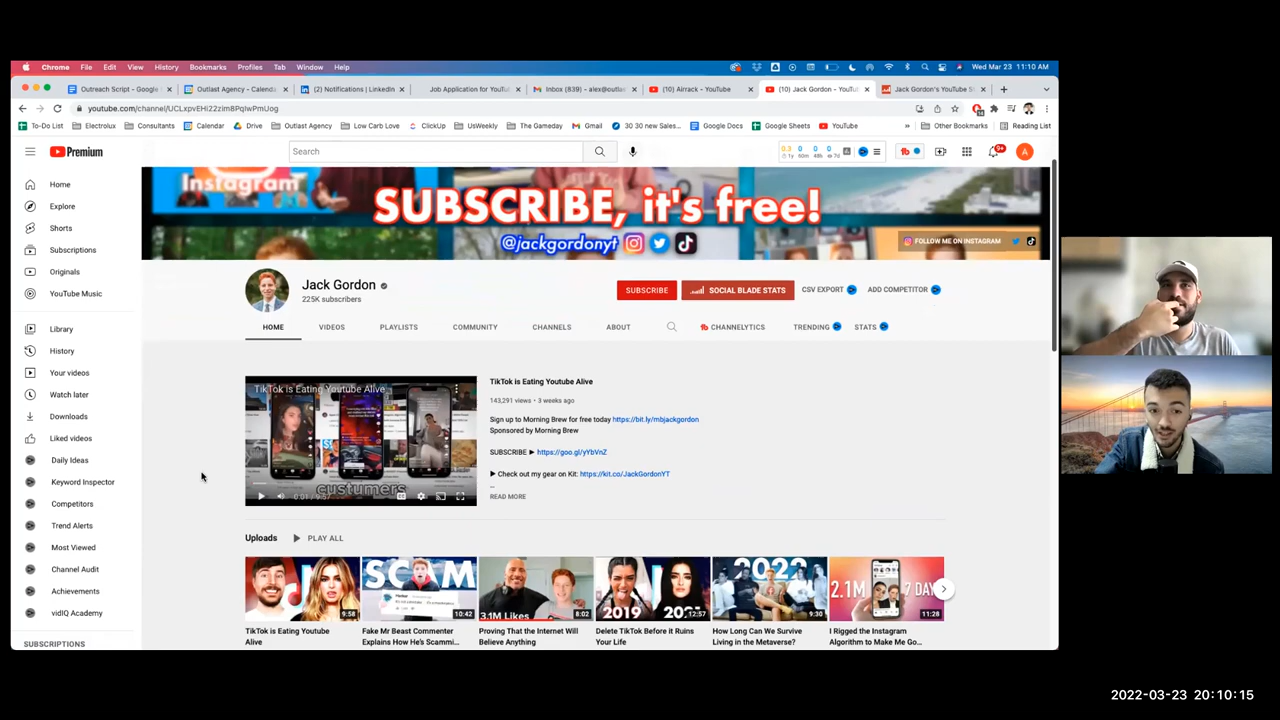 Chrome File Edit View History Bookmarks Profiles Tab Window Help Wed Mar 23 11:10 AM
Outreach Script - Google Outlast Agency - Calenda (2) Notifications | LinkedIn Job Application for YouTu Inbox (839) - alex@outlas (10) Airrack - YouTube (10) Jack Gordon - YouTu Jack Gordon's YouTube S
To-Do List Electrolux Consultants Calendar Drive Outlast Agency Low Carb Love ClickUp UsWeekly The Gameday Gmail 30 30 new Sales... Google Docs Google Sheets YouTube » Other Bookmarks Reading List
Premium
Search
9+
A
Instagram
SUBSCRIBE, it's free!
@jackgordonyt
FOLLOW ME ON INSTAGRAM
Home
Explore
Shorts
Subscriptions
Originals
YouTube Music
Library
History
Your videos
Watch later
Downloads
Liked videos
Daily Ideas
Keyword Inspector
Competitors
Trend Alerts
Most Viewed
Channel Audit
Achievements
vidIQ Academy
SUBSCRIPTIONS
Jack Gordon
225K subscribers
SUBSCRIBE SOCIAL BLADE STATS CSV EXPORT ADD COMPETITOR
HOME VIDEOS PLAYLISTS COMMUNITY CHANNELS ABOUT CHANNELYTICS TRENDING STATS
TikTok is Eating Youtube Alive
custumers
TikTok is Eating Youtube Alive
143,291 views • 3 weeks ago
Sign up to Morning Brew for free today https://bit.ly/mbjackgordon
Sponsored by Morning Brew
SUBSCRIBE ► https://goo.gl/yYbVnZ
► Check out my gear on Kit: https://kit.co/JackGordonYT
...
READ MORE
Uploads PLAY ALL
9:58
SCAM
10:42
3.1M Likes
8:02
2019
12:57
2022
9:30
2.1M
7 DAY
11:28
TikTok is Eating Youtube
Alive
Fake Mr Beast Commenter
Explains How He's Scammi...
Proving That the Internet Will
Believe Anything
Delete TikTok Before it Ruins
Your Life
How Long Can We Survive
Living in the Metaverse?
I Rigged the Instagram
Algorithm to Make Me Go...
2022-03-23 20:10:15